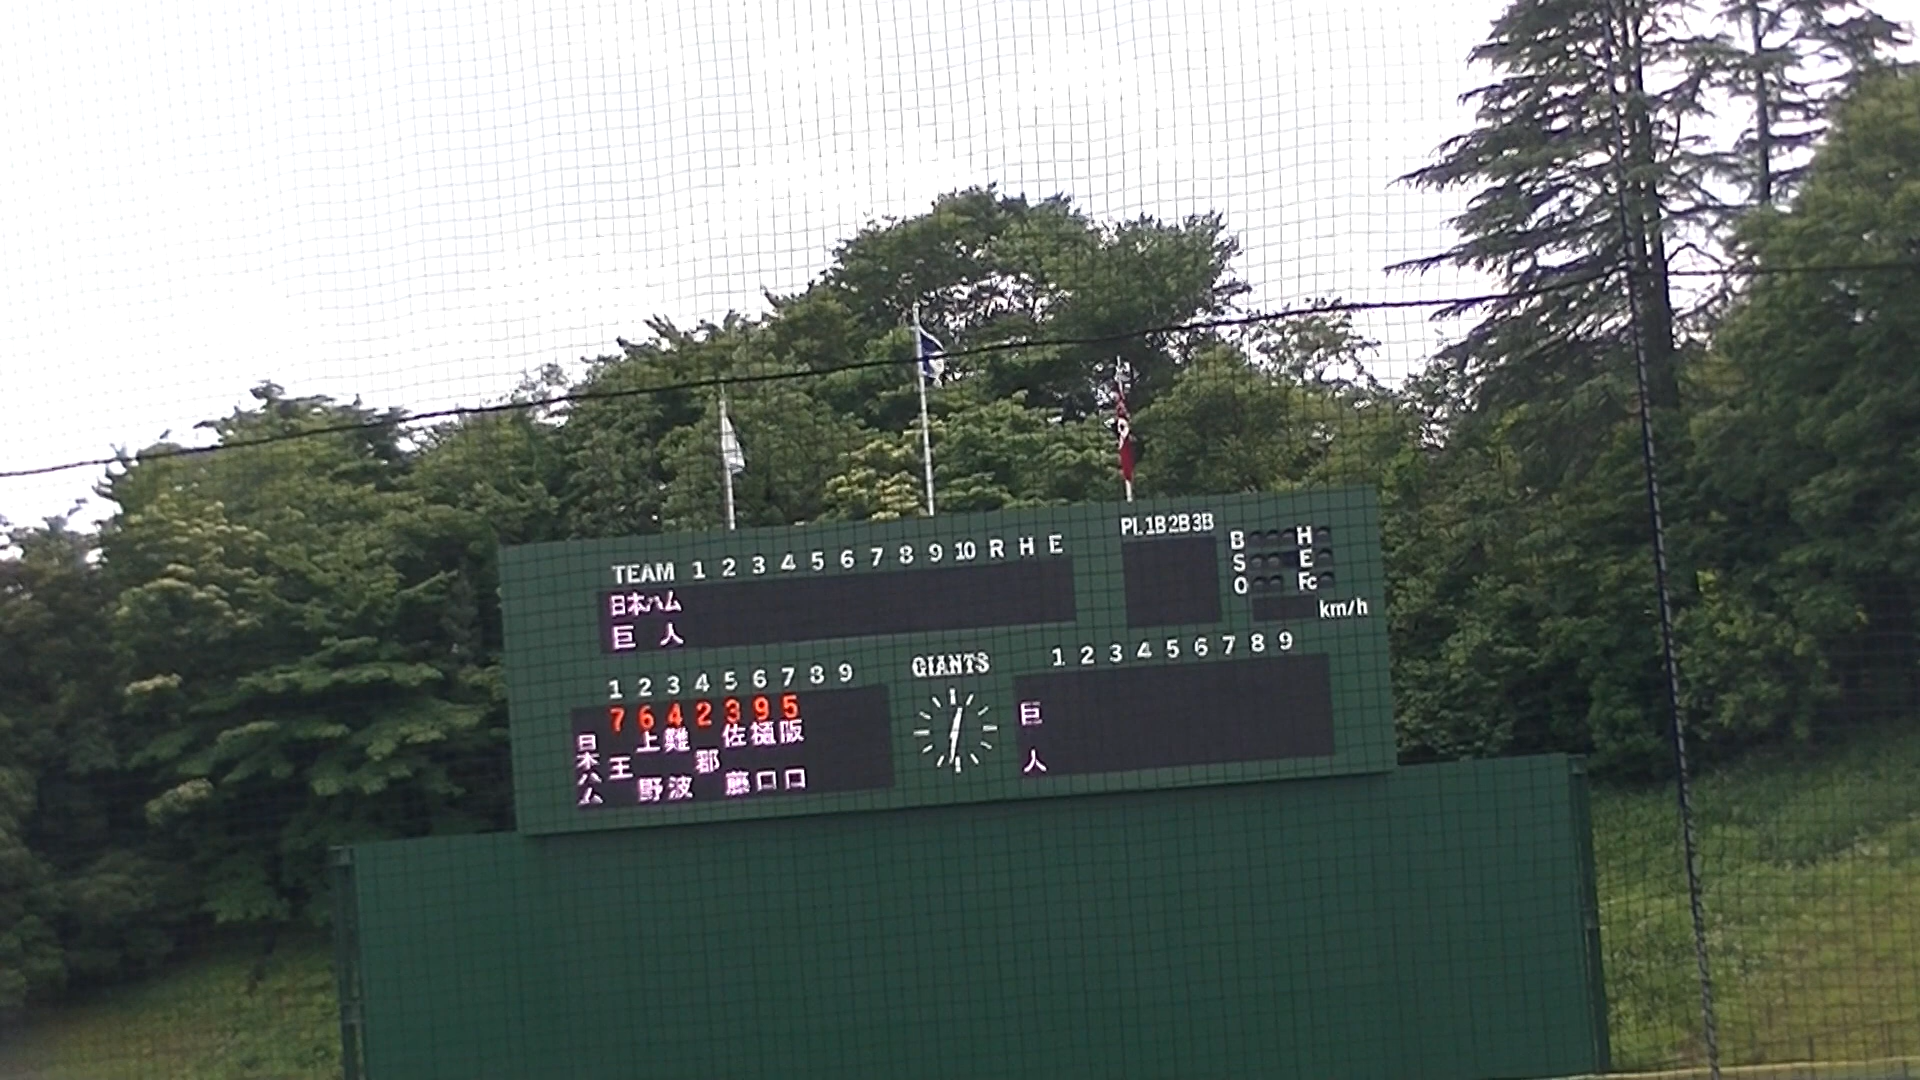 TEAM 1 2 3 4 5 6 7 8 9 10 R H E
日本ハム
巨人
P.L 1B 2B 3B
B H
S E
O Fc
km/h
GIANTS
1 2 3 4 5 6 7 8 9
7 6 4 2 3 9 5
日本ハム
王
上野
難波
郡
佐藤
樋口
阪口
1 2 3 4 5 6 7 8 9
巨人